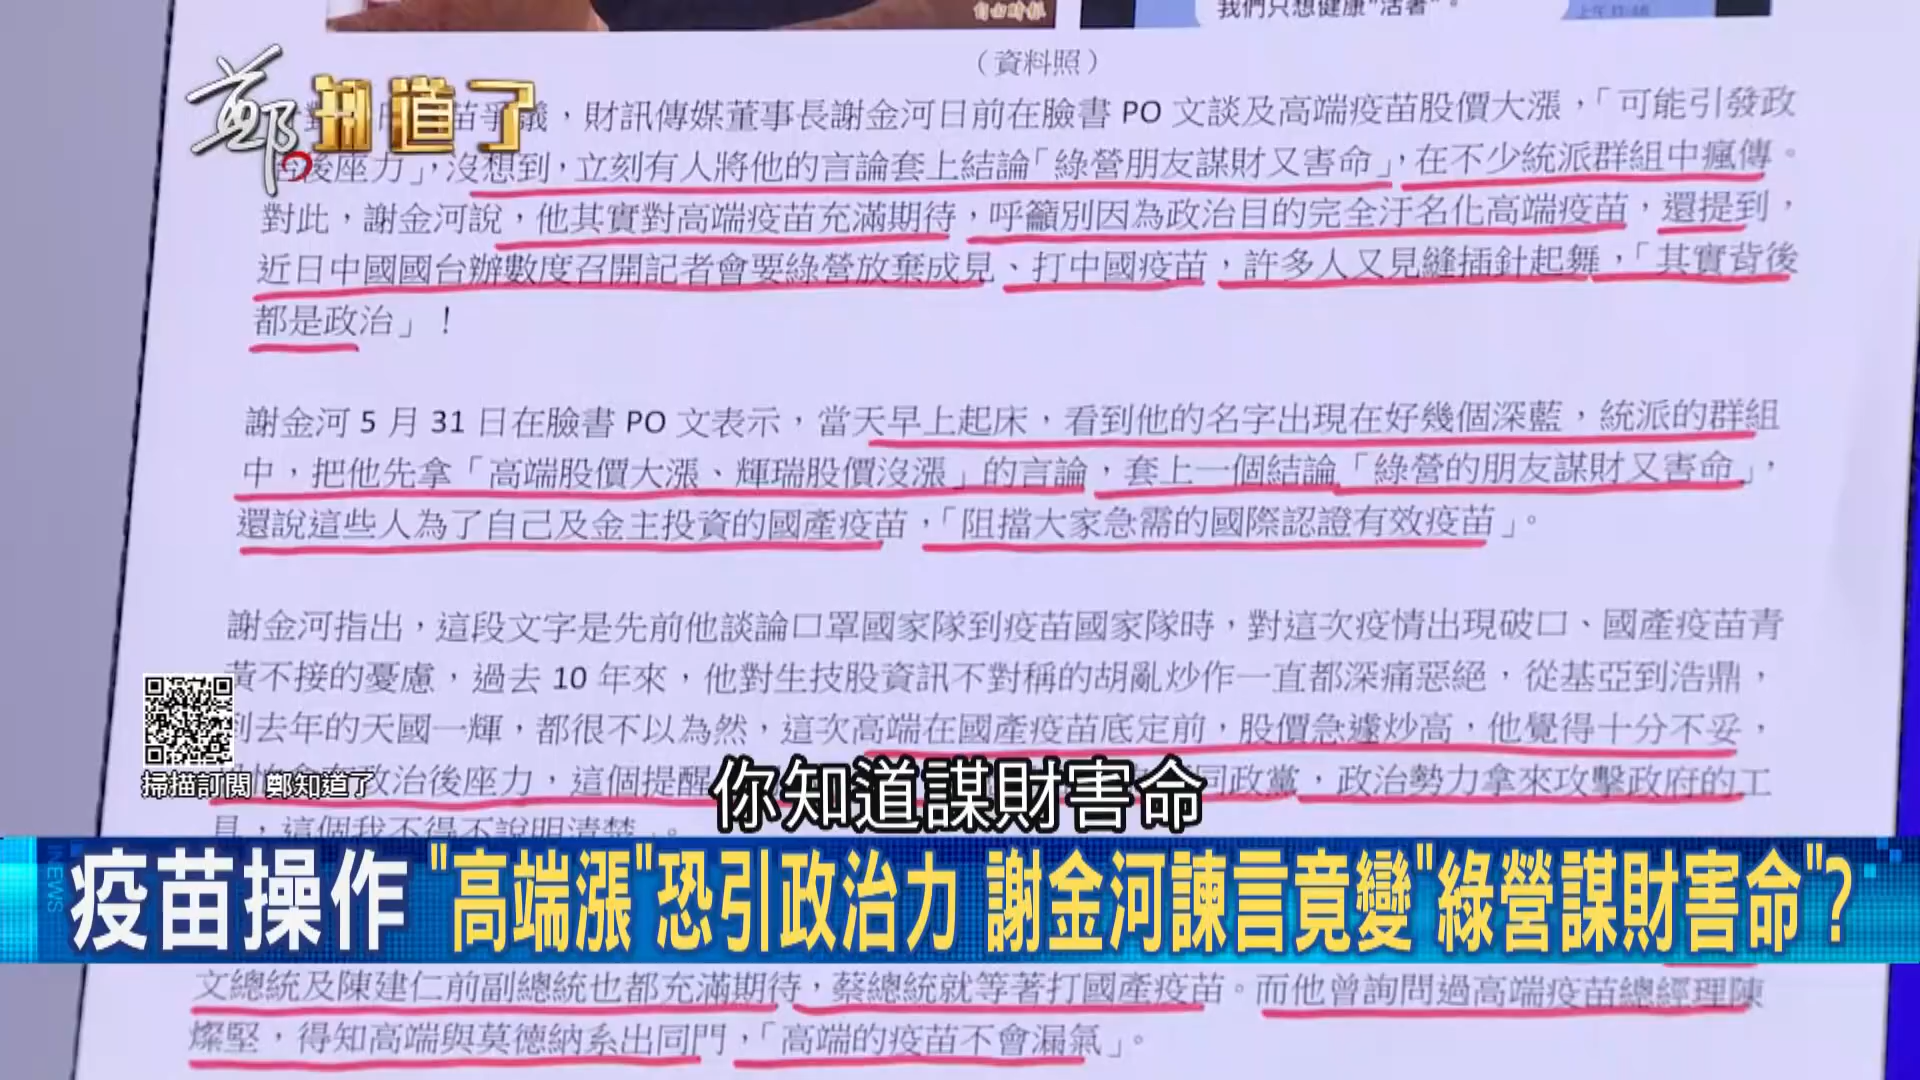 自由時報
我們只想健康"活著"。
（資料照）
鄭知道了
苗爭議，財訊傳媒董事長謝金河日前在臉書 PO 文談及高端疫苗股價大漲，「可能引發政
後座力」，沒想到，立刻有人將他的言論套上結論「綠營朋友謀財又害命」，在不少統派群組中瘋傳。
對此，謝金河說，他其實對高端疫苗充滿期待，呼籲別因為政治目的完全汙名化高端疫苗，還提到，
近日中國國台辦數度召開記者會要綠營放棄成見、打中國疫苗，許多人又見縫插針起舞，「其實背後
都是政治」！
謝金河 5 月 31 日在臉書 PO 文表示，當天早上起床，看到他的名字出現在好幾個深藍，統派的群組
中，把他先拿「高端股價大漲、輝瑞股價沒漲」的言論，套上一個結論「綠營的朋友謀財又害命」，
還說這些人為了自己及金主投資的國產疫苗，「阻擋大家急需的國際認證有效疫苗」。
謝金河指出，這段文字是先前他談論口罩國家隊到疫苗國家隊時，對這次疫情出現破口、國產疫苗青
黃不接的憂慮，過去 10 年來，他對生技股資訊不對稱的胡亂炒作一直都深痛惡絕，從基亞到浩鼎，
到去年的天國一輝，都很不以為然，這次高端在國產疫苗底定前，股價急遽炒高，他覺得十分不妥，
政治後座力，這個提醒
同政黨，政治勢力拿來攻擊政府的工
具，這個我不得不說明清楚」。
掃描訂閱 鄭知道了
你知道謀財害命
NEWS
疫苗操作 "高端漲"恐引政治力 謝金河諫言竟變"綠營謀財害命"?
文總統及陳建仁前副總統也都充滿期待，蔡總統就等著打國產疫苗。而他曾詢問過高端疫苗總經理陳
燦堅，得知高端與莫德納系出同門，「高端的疫苗不會漏氣」。